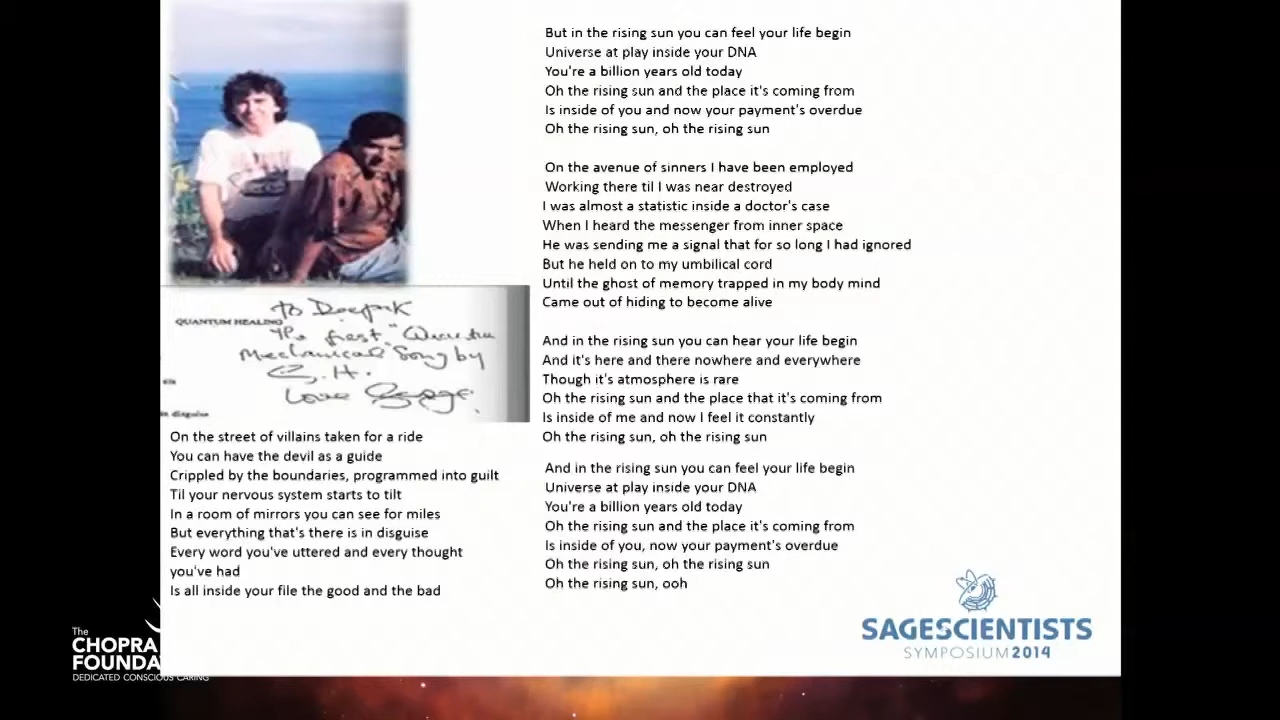 QUANTUM HEALING
to Deepak
The first "Quantum
Mechanical" Song by
G.H.
Love George.
in disguise
On the street of villains taken for a ride
You can have the devil as a guide
Crippled by the boundaries, programmed into guilt
Til your nervous system starts to tilt
In a room of mirrors you can see for miles
But everything that's there is in disguise
Every word you've uttered and every thought
you've had
Is all inside your file the good and the bad
But in the rising sun you can feel your life begin
Universe at play inside your DNA
You're a billion years old today
Oh the rising sun and the place it's coming from
Is inside of you and now your payment's overdue
Oh the rising sun, oh the rising sun
On the avenue of sinners I have been employed
Working there til I was near destroyed
I was almost a statistic inside a doctor's case
When I heard the messenger from inner space
He was sending me a signal that for so long I had ignored
But he held on to my umbilical cord
Until the ghost of memory trapped in my body mind
Came out of hiding to become alive
And in the rising sun you can hear your life begin
And it's here and there nowhere and everywhere
Though it's atmosphere is rare
Oh the rising sun and the place that it's coming from
Is inside of me and now I feel it constantly
Oh the rising sun, oh the rising sun
And in the rising sun you can feel your life begin
Universe at play inside your DNA
You're a billion years old today
Oh the rising sun and the place it's coming from
Is inside of you, now your payment's overdue
Oh the rising sun, oh the rising sun
Oh the rising sun, ooh
The
CHOPRA
FOUNDA
DEDICATED CONSCIOUS CARING
SAGESCIENTISTS
SYMPOSIUM 2014